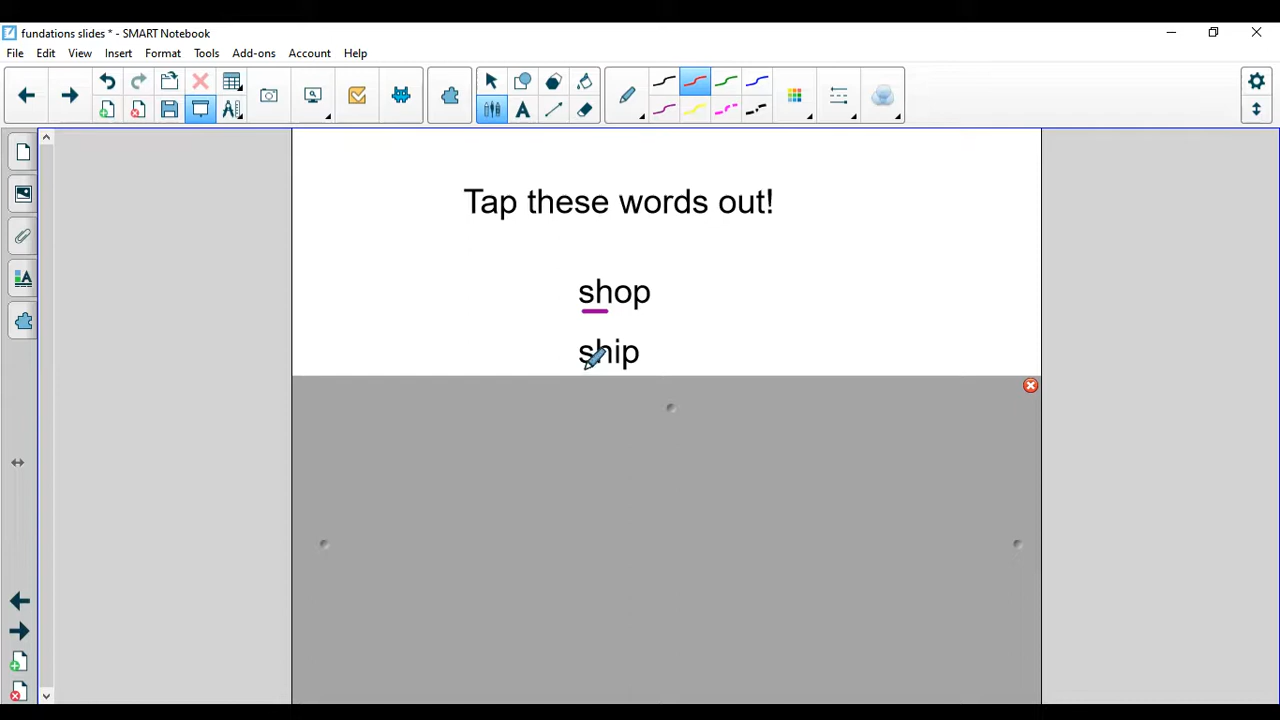 fundations slides * - SMART Notebook
File Edit View Insert Format Tools Add-ons Account Help
Tap these words out!
shop
ship